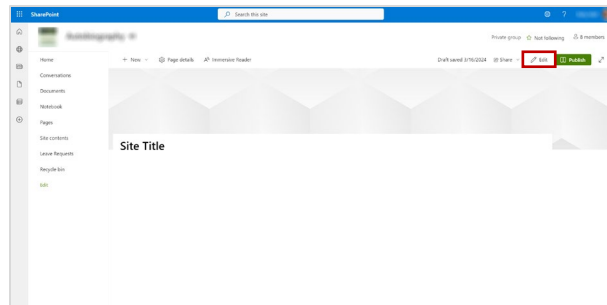 SharePoint
Search this site
?
Private group Not following 8 members
Home
+ New Page details Immersive Reader
Draft saved 3/16/2024 Share Edit Publish
Conversations
Documents
Notebook
Pages
Site contents
Leave Requests
Recycle bin
Edit
Site Title